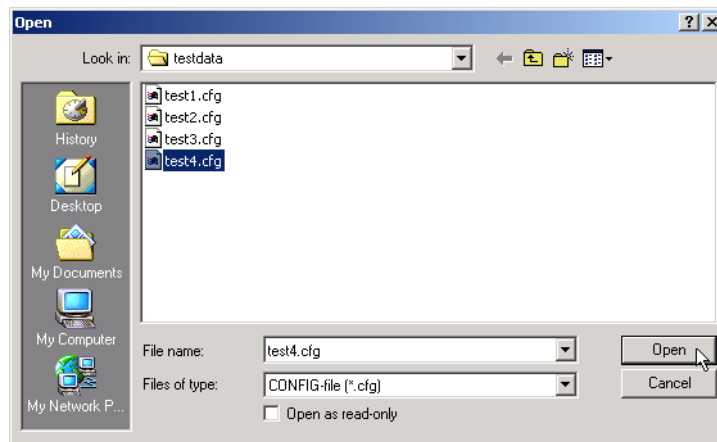 Open
Look in: testdata
History
Desktop
My Documents
My Computer
My Network P...
test1.cfg
test2.cfg
test3.cfg
test4.cfg
File name: test4.cfg Open
Files of type: CONFIG-file (*.cfg) Cancel
Open as read-only